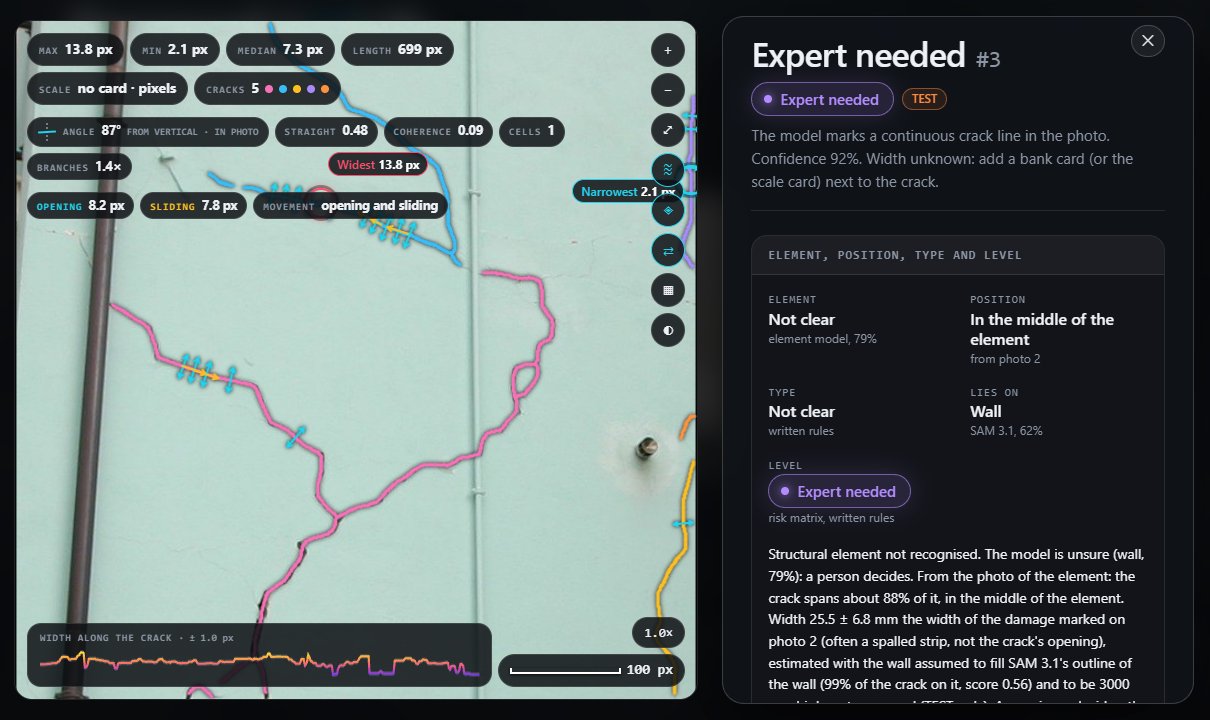 MAX 13.8 px MIN 2.1 px MEDIAN 7.3 px LENGTH 699 px
SCALE no card · pixels CRACKS 5
ANGLE 87° FROM VERTICAL · IN PHOTO STRAIGHT 0.48 COHERENCE 0.09 CELLS 1
BRANCHES 1.4×
Widest 13.8 px
Narrowest 2.1 px
OPENING 8.2 px SLIDING 7.8 px MOVEMENT opening and sliding
WIDTH ALONG THE CRACK · ± 1.0 px
1.0x
100 px
Expert needed #3
Expert needed TEST
The model marks a continuous crack line in the photo.
Confidence 92%. Width unknown: add a bank card (or the
scale card) next to the crack.
ELEMENT, POSITION, TYPE AND LEVEL
ELEMENT
Not clear
element model, 79%
POSITION
In the middle of the
element
from photo 2
TYPE
Not clear
written rules
LIES ON
Wall
SAM 3.1, 62%
LEVEL
Expert needed
risk matrix, written rules
Structural element not recognised. The model is unsure (wall,
79%): a person decides. From the photo of the element: the
crack spans about 88% of it, in the middle of the element.
Width 25.5 ± 6.8 mm the width of the damage marked on
photo 2 (often a spalled strip, not the crack's opening),
estimated with the wall assumed to fill SAM 3.1's outline of
the wall (99% of the crack on it, score 0.56) and to be 3000